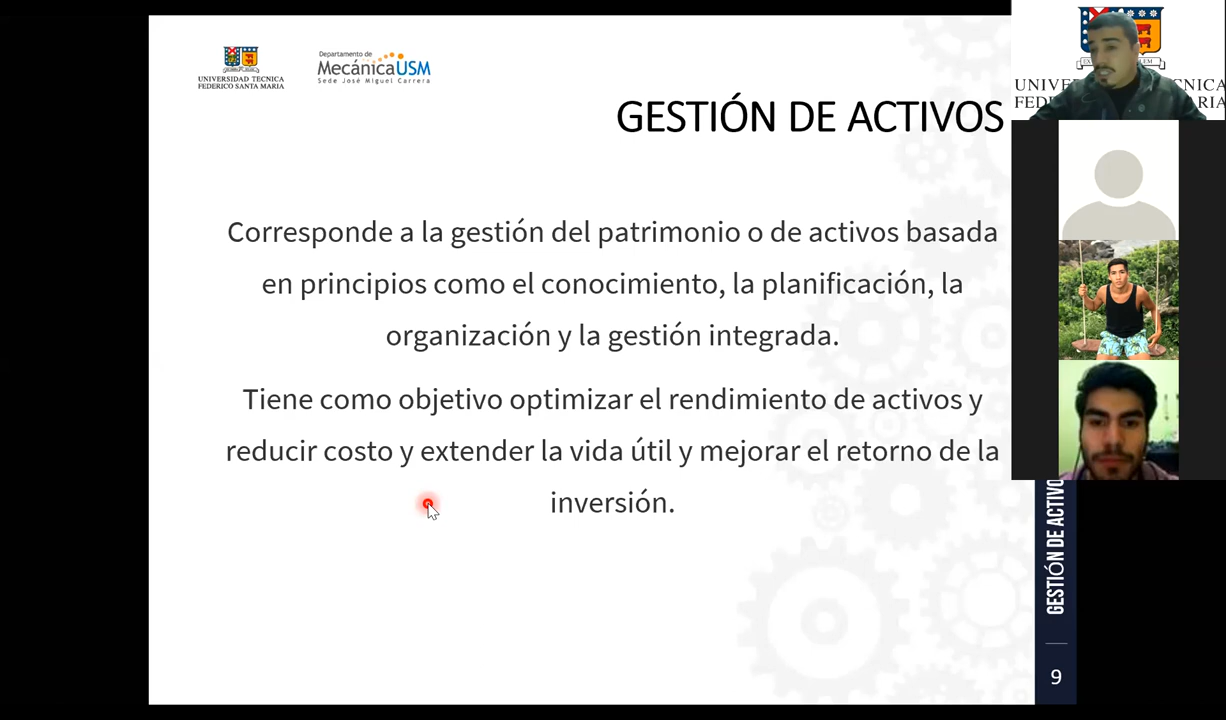 UNIVERSIDAD TECNICA
FEDERICO SANTA MARIA
Departamento de
MecánicaUSM
Sede José Miguel Carrera
GESTIÓN DE ACTIVOS
Corresponde a la gestión del patrimonio o de activos basada
en principios como el conocimiento, la planificación, la
organización y la gestión integrada.
Tiene como objetivo optimizar el rendimiento de activos y
reducir costo y extender la vida útil y mejorar el retorno de la
inversión.
GESTIÓN DE ACTIVO
9